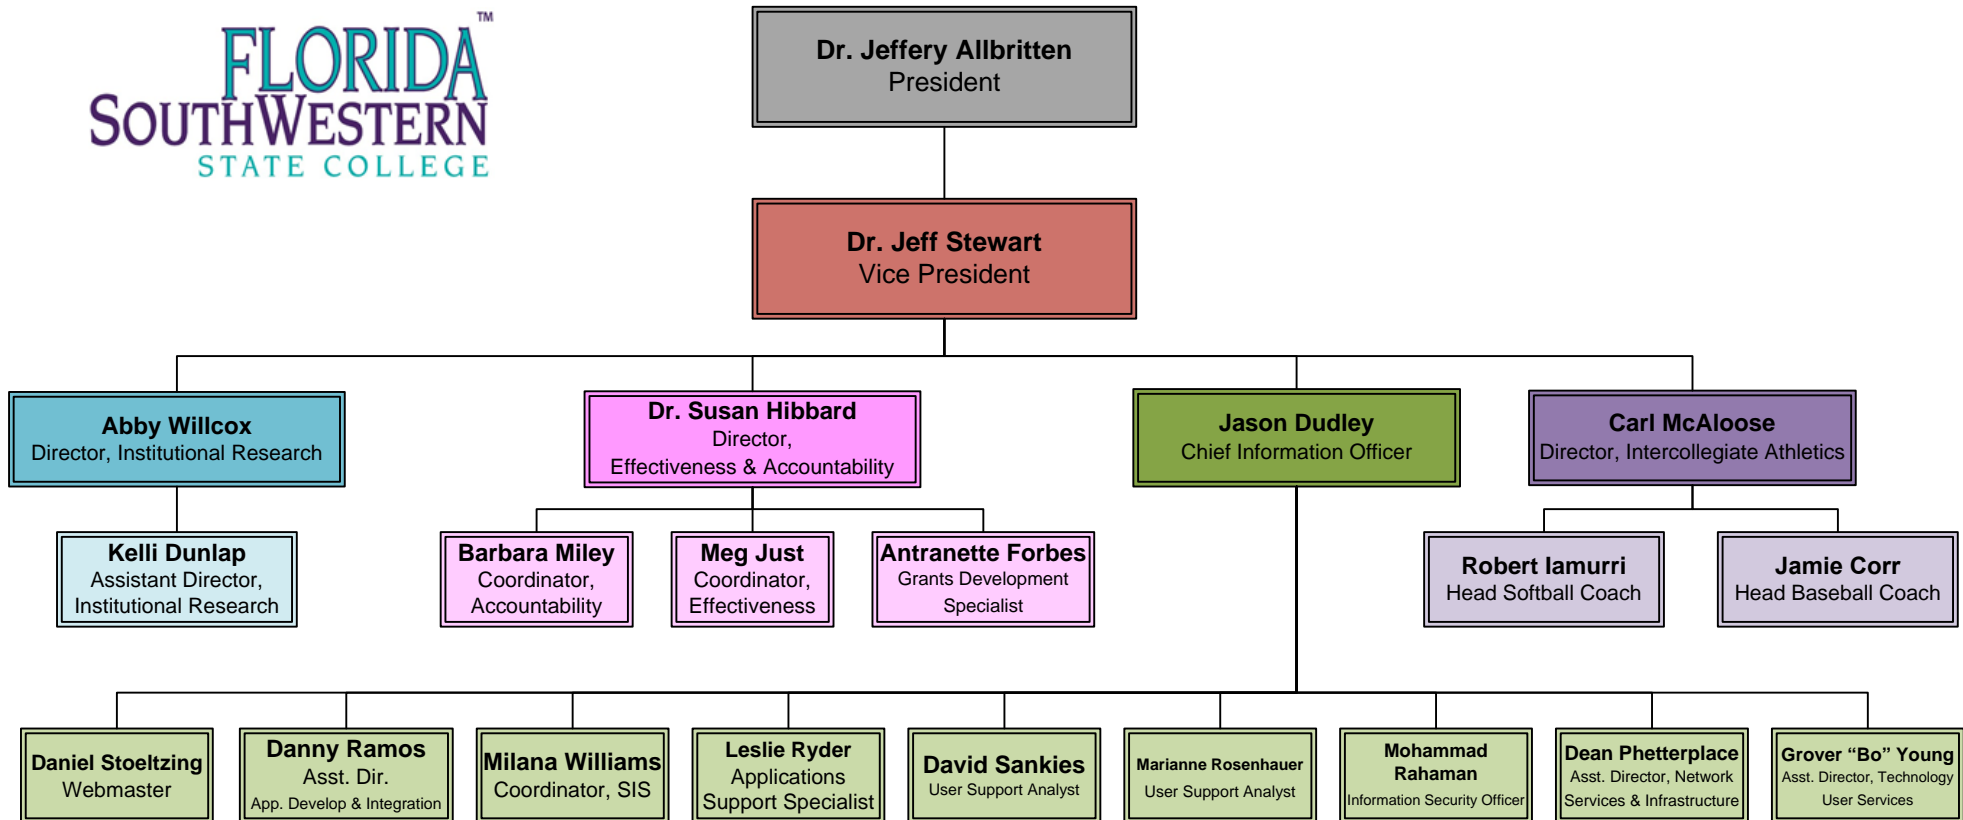 FLORIDA™
SOUTHWESTERN
STATE COLLEGE
Dr. Jeffery Allbritten
President
Dr. Jeff Stewart
Vice President
Abby Willcox
Director, Institutional Research
Dr. Susan Hibbard
Director,
Effectiveness & Accountability
Jason Dudley
Chief Information Officer
Carl McAloose
Director, Intercollegiate Athletics
Kelli Dunlap
Assistant Director,
Institutional Research
Barbara Miley
Coordinator,
Accountability
Meg Just
Coordinator,
Effectiveness
Antranette Forbes
Grants Development
Specialist
Robert Iamurri
Head Softball Coach
Jamie Corr
Head Baseball Coach
Daniel Stoeltzing
Webmaster
Danny Ramos
Asst. Dir.
App. Develop & Integration
Milana Williams
Coordinator, SIS
Leslie Ryder
Applications
Support Specialist
David Sankies
User Support Analyst
Marianne Rosenhauer
User Support Analyst
Mohammad
Rahaman
Information Security Officer
Dean Phetterplace
Asst. Director, Network
Services & Infrastructure
Grover “Bo” Young
Asst. Director, Technology
User Services